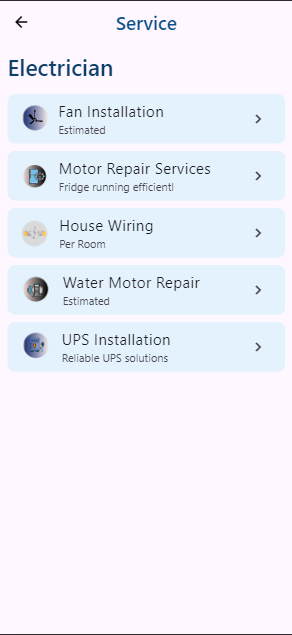 Service
Electrician
Fan Installation
Estimated
Motor Repair Services
Fridge running efficientl
House Wiring
Per Room
Water Motor Repair
Estimated
UPS Installation
Reliable UPS solutions